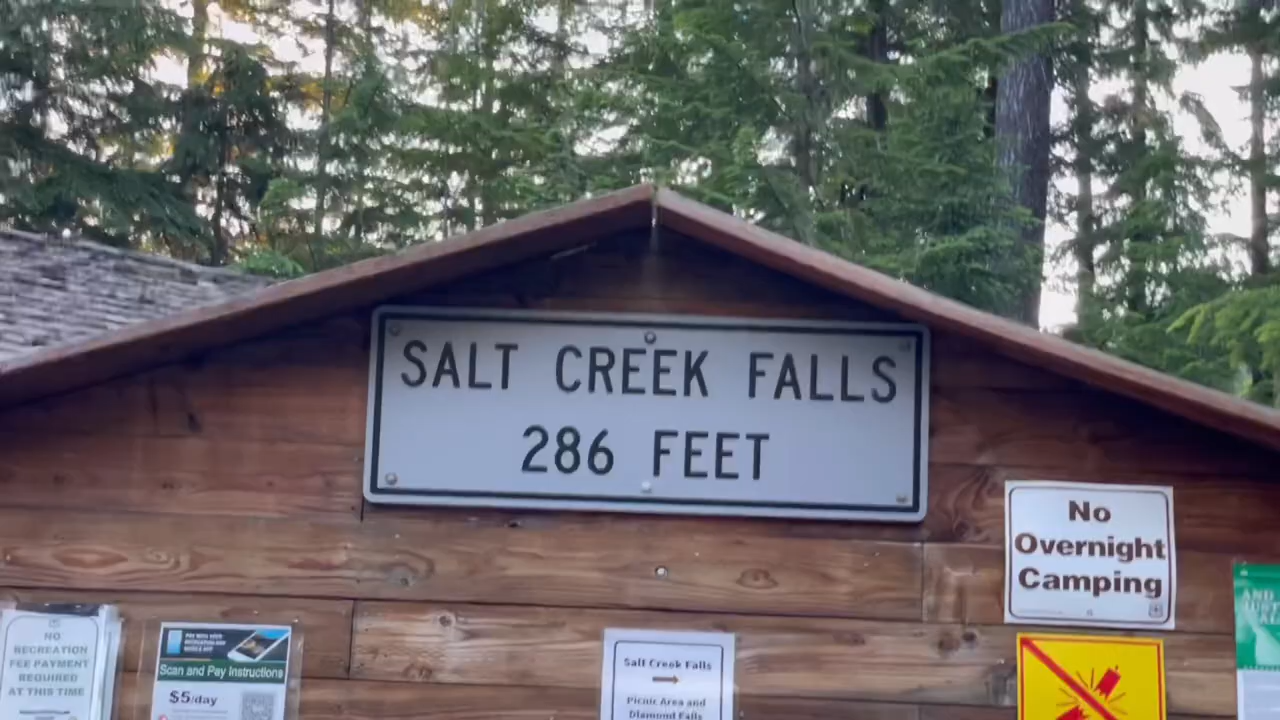 SALT CREEK FALLS
286 FEET
No
Overnight
Camping
NO
RECREATION
FEE PAYMENT
REQUIRED
AT THIS TIME
Scan and Pay Instructions
$5/day
Salt Creek Falls
Picnic Area and
Diamond Falls
AND